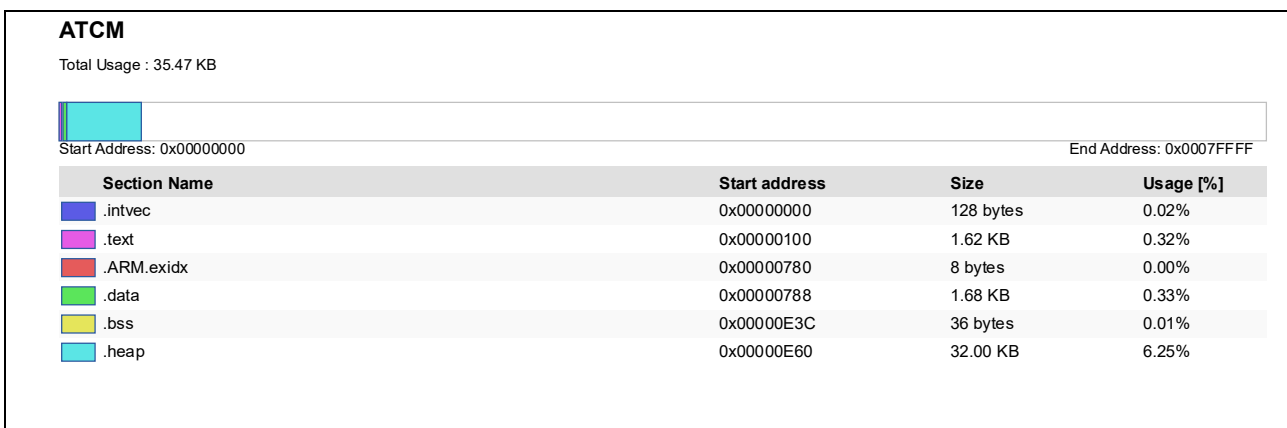 ATCM
Total Usage : 35.47 KB
Start Address: 0x00000000 End Address: 0x0007FFFF
Section Name Start address Size Usage [%]
.intvec 0x00000000 128 bytes 0.02%
.text 0x00000100 1.62 KB 0.32%
.ARM.exidx 0x00000780 8 bytes 0.00%
.data 0x00000788 1.68 KB 0.33%
.bss 0x00000E3C 36 bytes 0.01%
.heap 0x00000E60 32.00 KB 6.25%